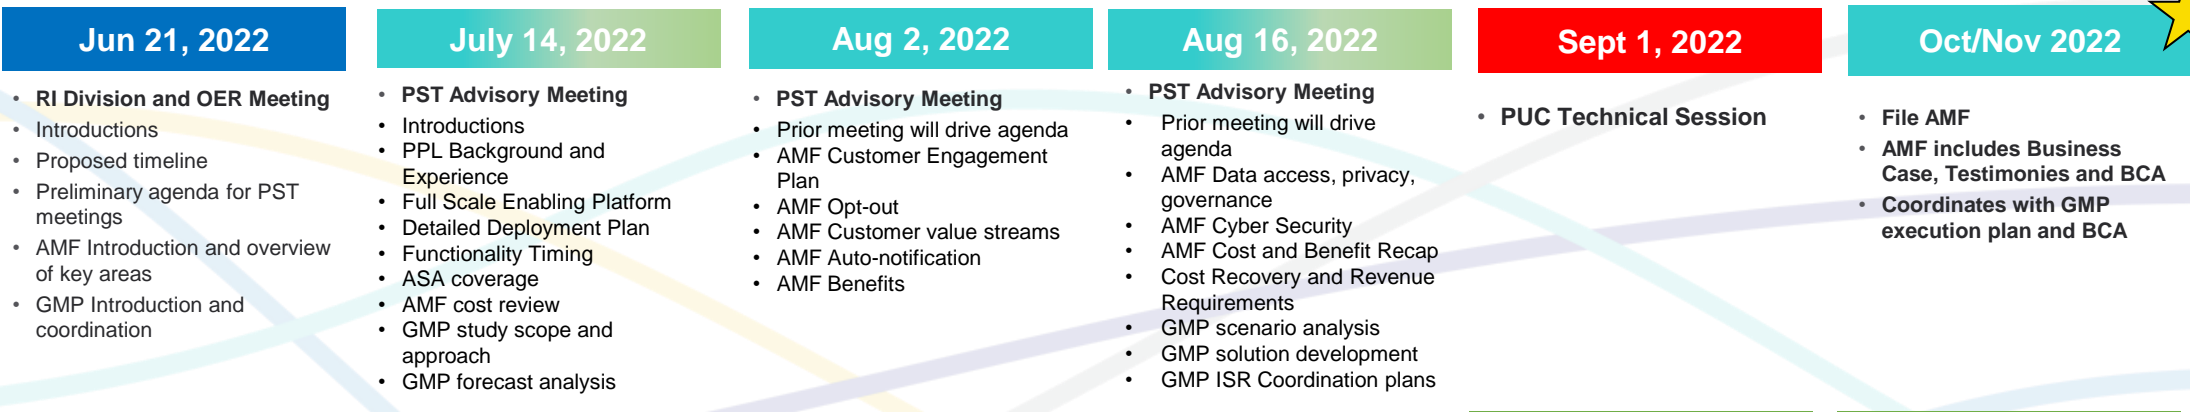 Jun 21, 2022
• RI Division and OER Meeting
• Introductions
• Proposed timeline
• Preliminary agenda for PST
meetings
• AMF Introduction and overview
of key areas
• GMP Introduction and
coordination
July 14, 2022
• PST Advisory Meeting
• Introductions
• PPL Background and
Experience
• Full Scale Enabling Platform
• Detailed Deployment Plan
• Functionality Timing
• ASA coverage
• AMF cost review
• GMP study scope and
approach
• GMP forecast analysis
Aug 2, 2022
• PST Advisory Meeting
• Prior meeting will drive agenda
• AMF Customer Engagement
Plan
• AMF Opt-out
• AMF Customer value streams
• AMF Auto-notification
• AMF Benefits
Aug 16, 2022
• PST Advisory Meeting
• Prior meeting will drive
agenda
• AMF Data access, privacy,
governance
• AMF Cyber Security
• AMF Cost and Benefit Recap
• Cost Recovery and Revenue
Requirements
• GMP scenario analysis
• GMP solution development
• GMP ISR Coordination plans
Sept 1, 2022
• PUC Technical Session
Oct/Nov 2022
• File AMF
• AMF includes Business
Case, Testimonies and BCA
• Coordinates with GMP
execution plan and BCA